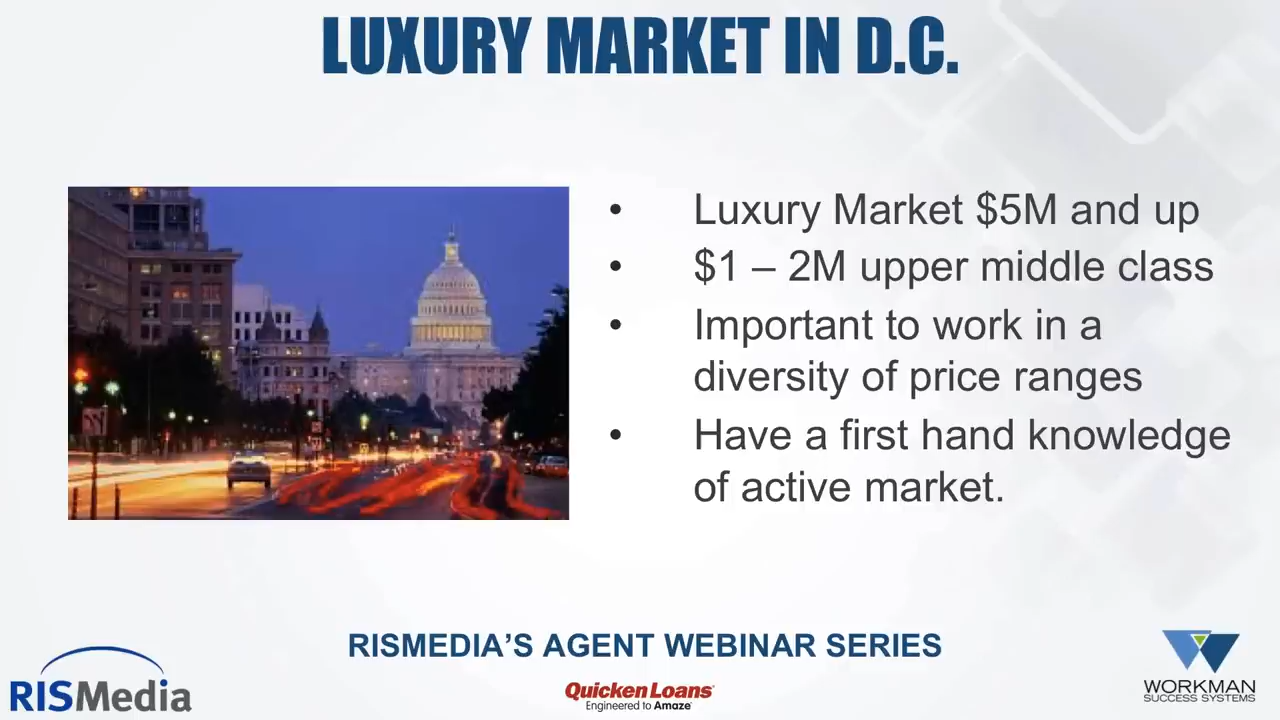 LUXURY MARKET IN D.C.
• Luxury Market $5M and up
• $1 – 2M upper middle class
• Important to work in a
diversity of price ranges
• Have a first hand knowledge
of active market.
RISMEDIA’S AGENT WEBINAR SERIES
RISMedia
Quicken Loans
Engineered to Amaze
WORKMAN
SUCCESS SYSTEMS